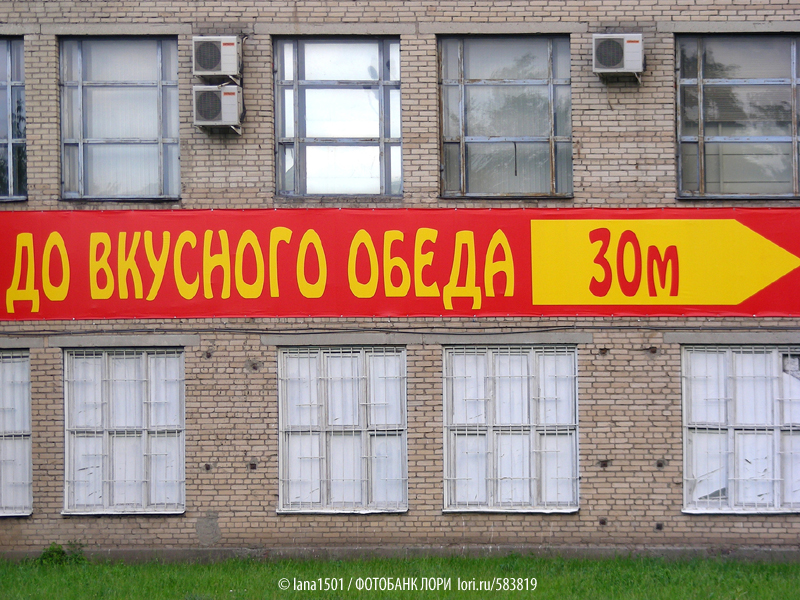 ДО ВКУСНОГО ОБЕДА 30М
© lana1501 / ФОТОБАНК ЛОРИ lori.ru/583819